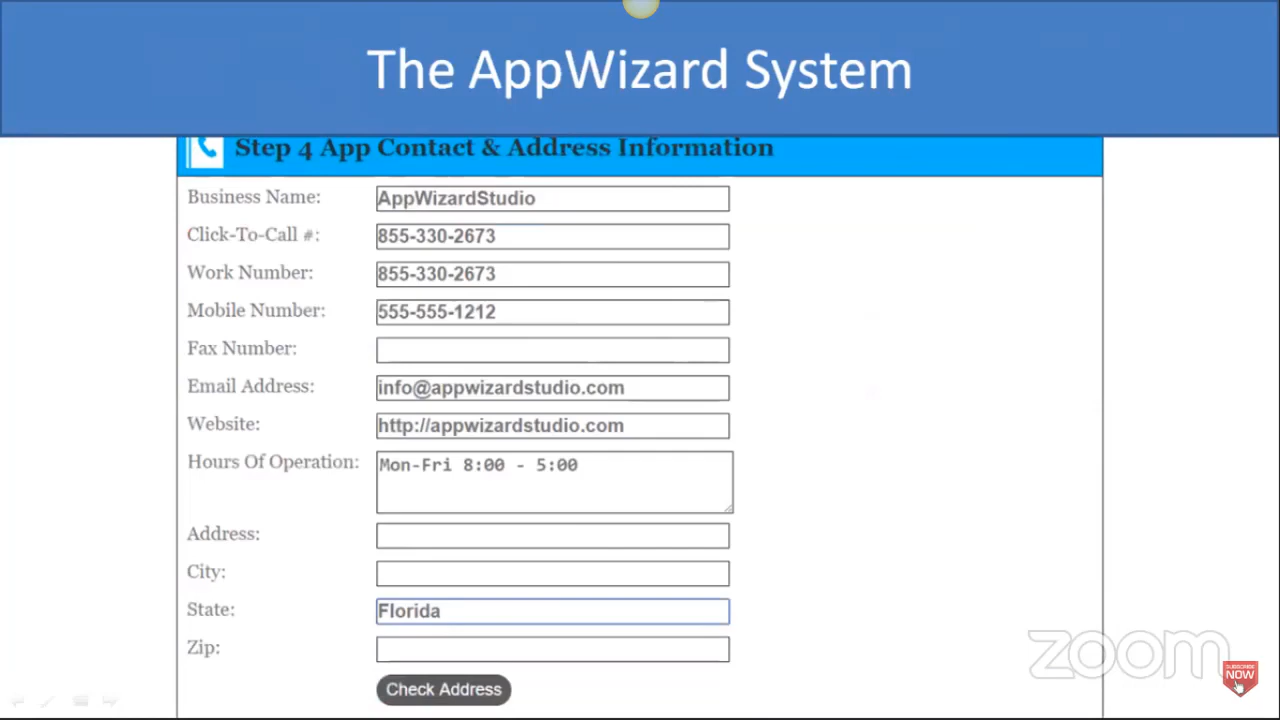 The AppWizard System
Step 4 App Contact & Address Information
Business Name: AppWizardStudio
Click-To-Call #: 855-330-2673
Work Number: 855-330-2673
Mobile Number: 555-555-1212
Fax Number:
Email Address: info@appwizardstudio.com
Website: http://appwizardstudio.com
Hours Of Operation: Mon-Fri 8:00 - 5:00
Address:
City:
State: Florida
Zip:
Check Address
zoom
SUBSCRIBE
NOW